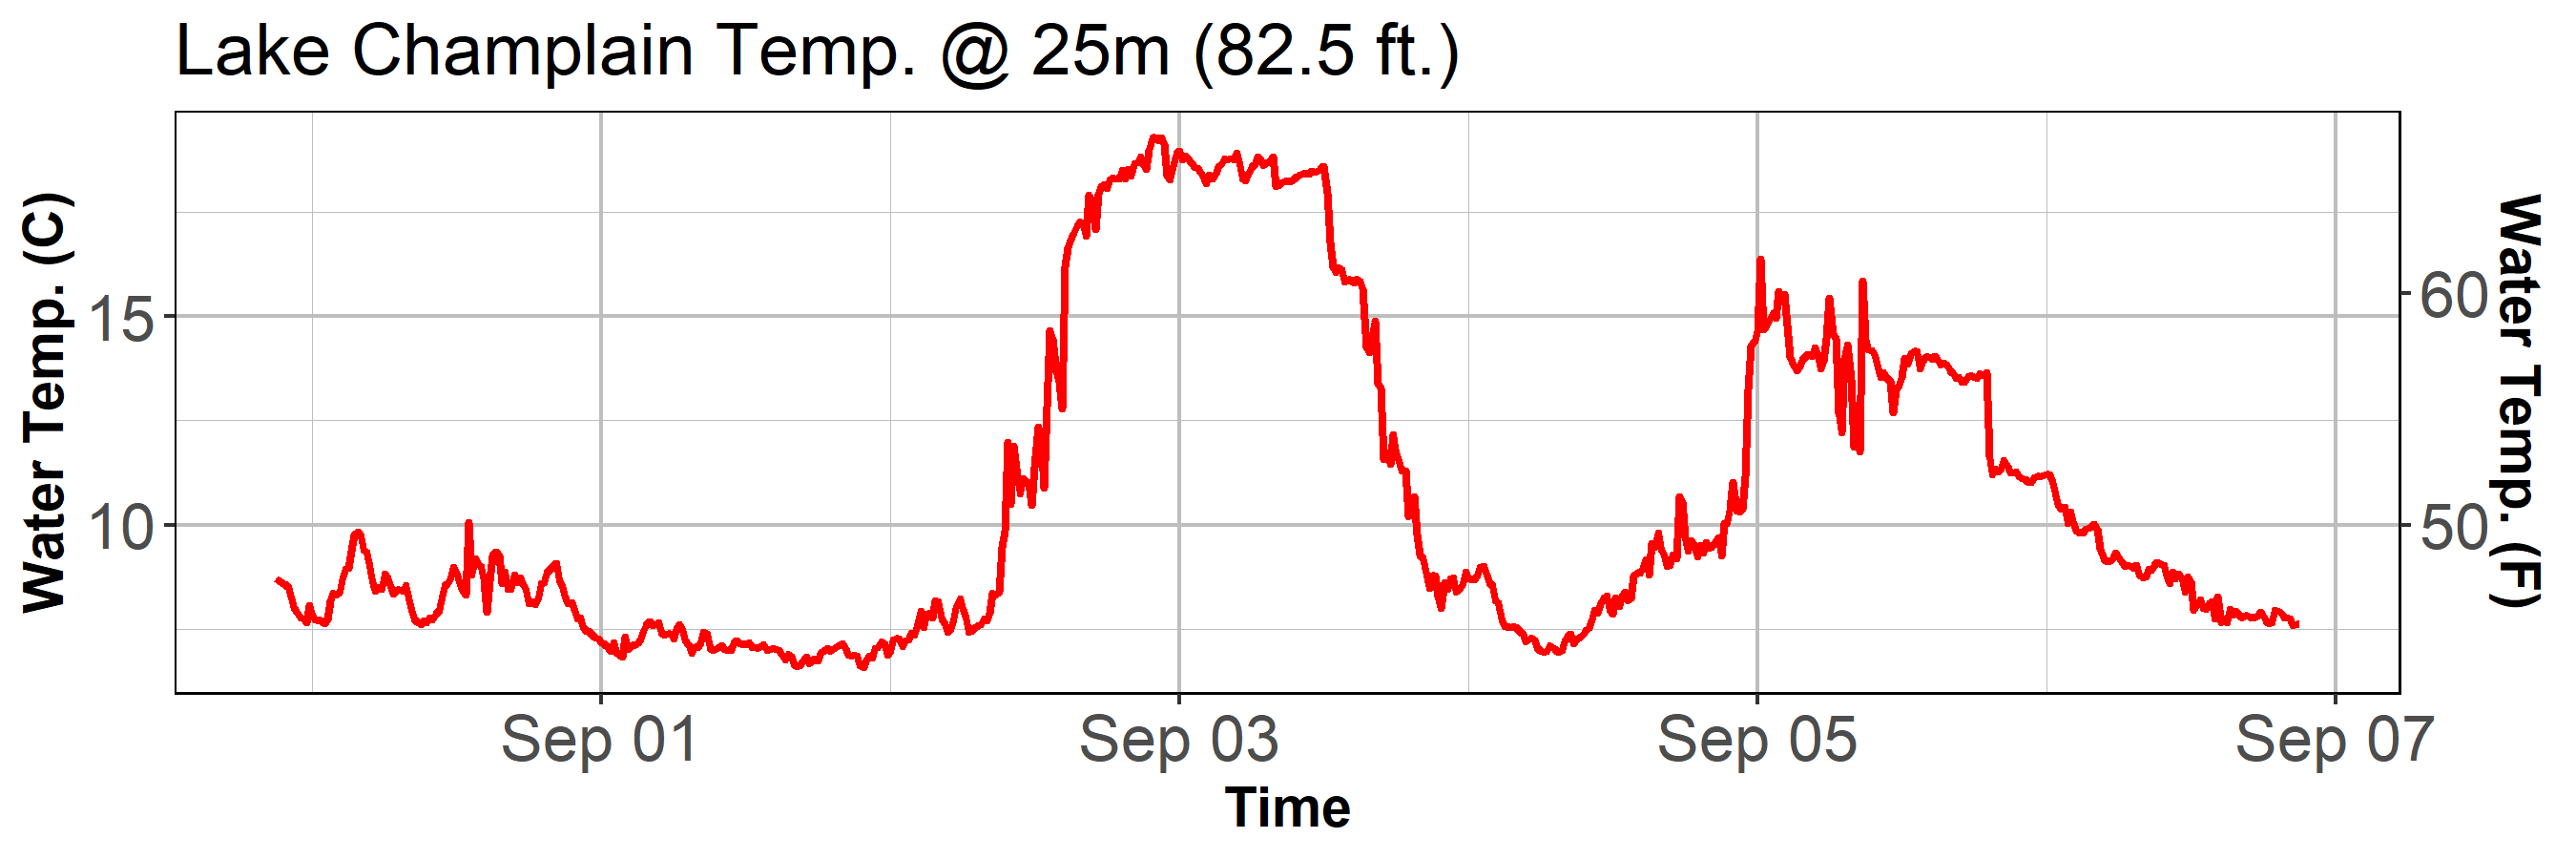 Lake Champlain Temp. @ 25m (82.5 ft.)
Water Temp. (C)
15
10
60
50
Water Temp. (F)
Sep 01 Sep 03 Sep 05 Sep 07
Time